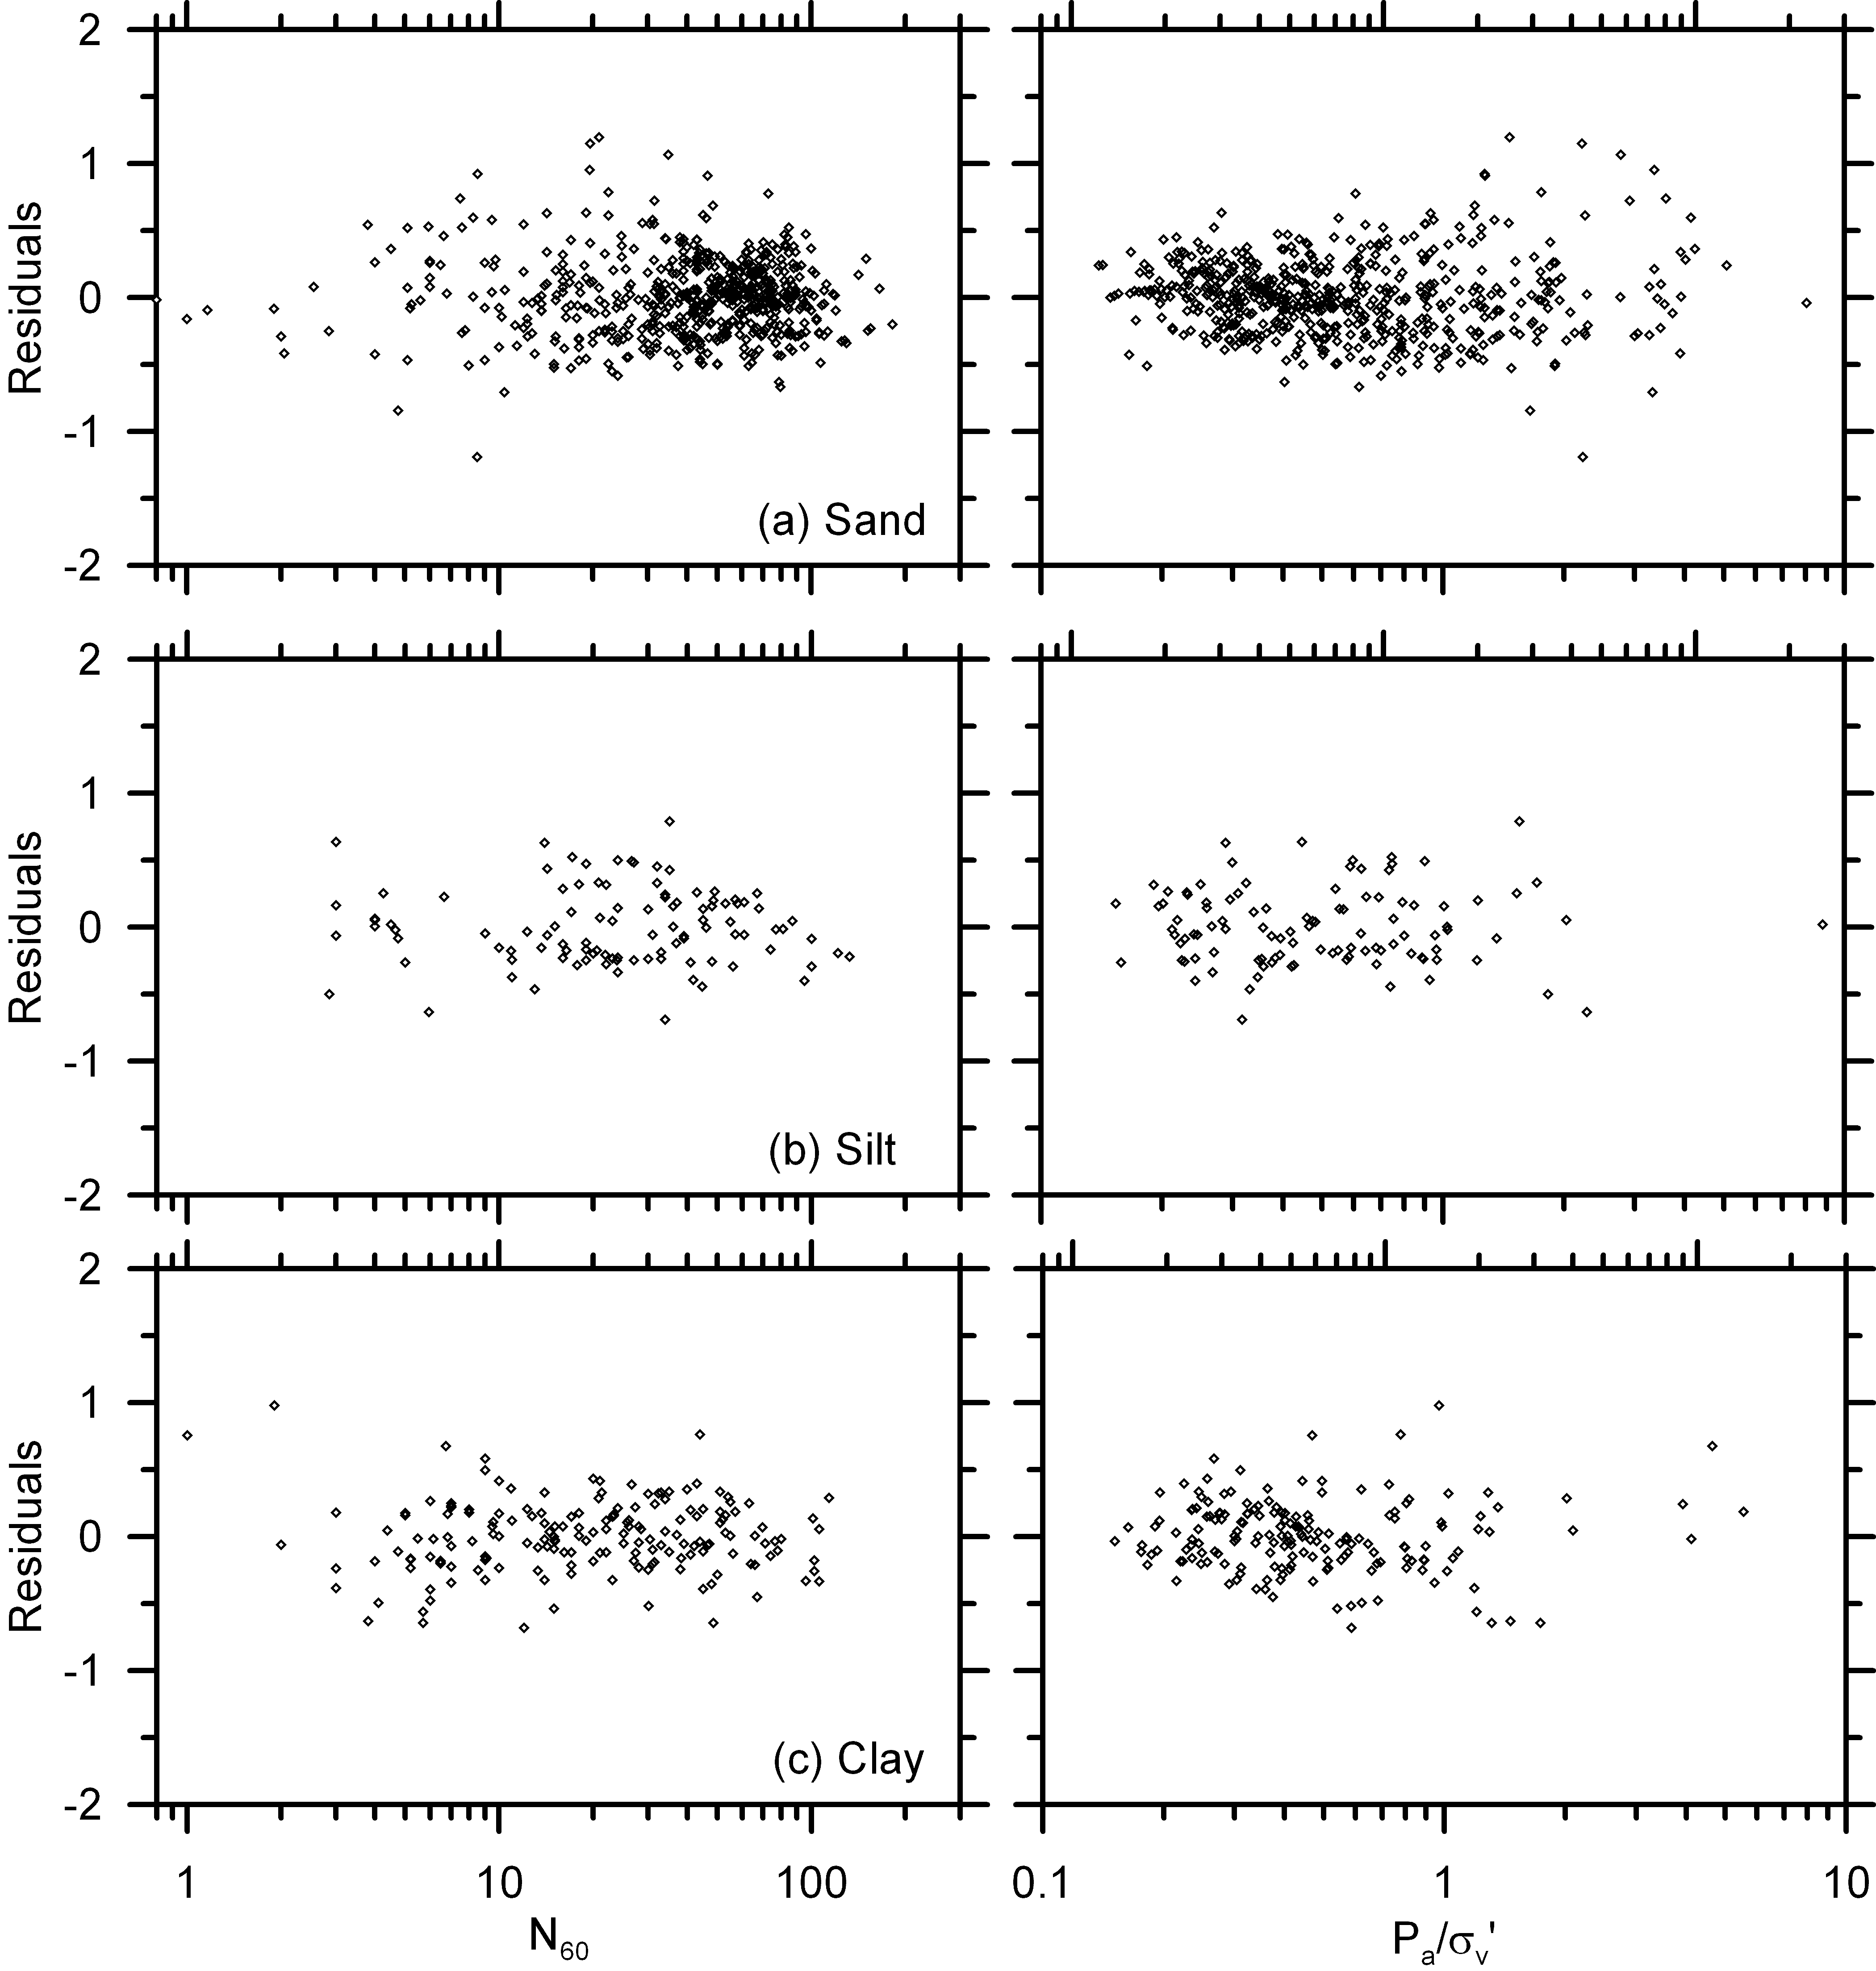 2
1
0
-1
-2
Residuals
(a) Sand
2
1
0
-1
-2
Residuals
(b) Silt
2
1
0
-1
-2
Residuals
(c) Clay
1 10 100 0.1 1 10
N60 Pa/σv'